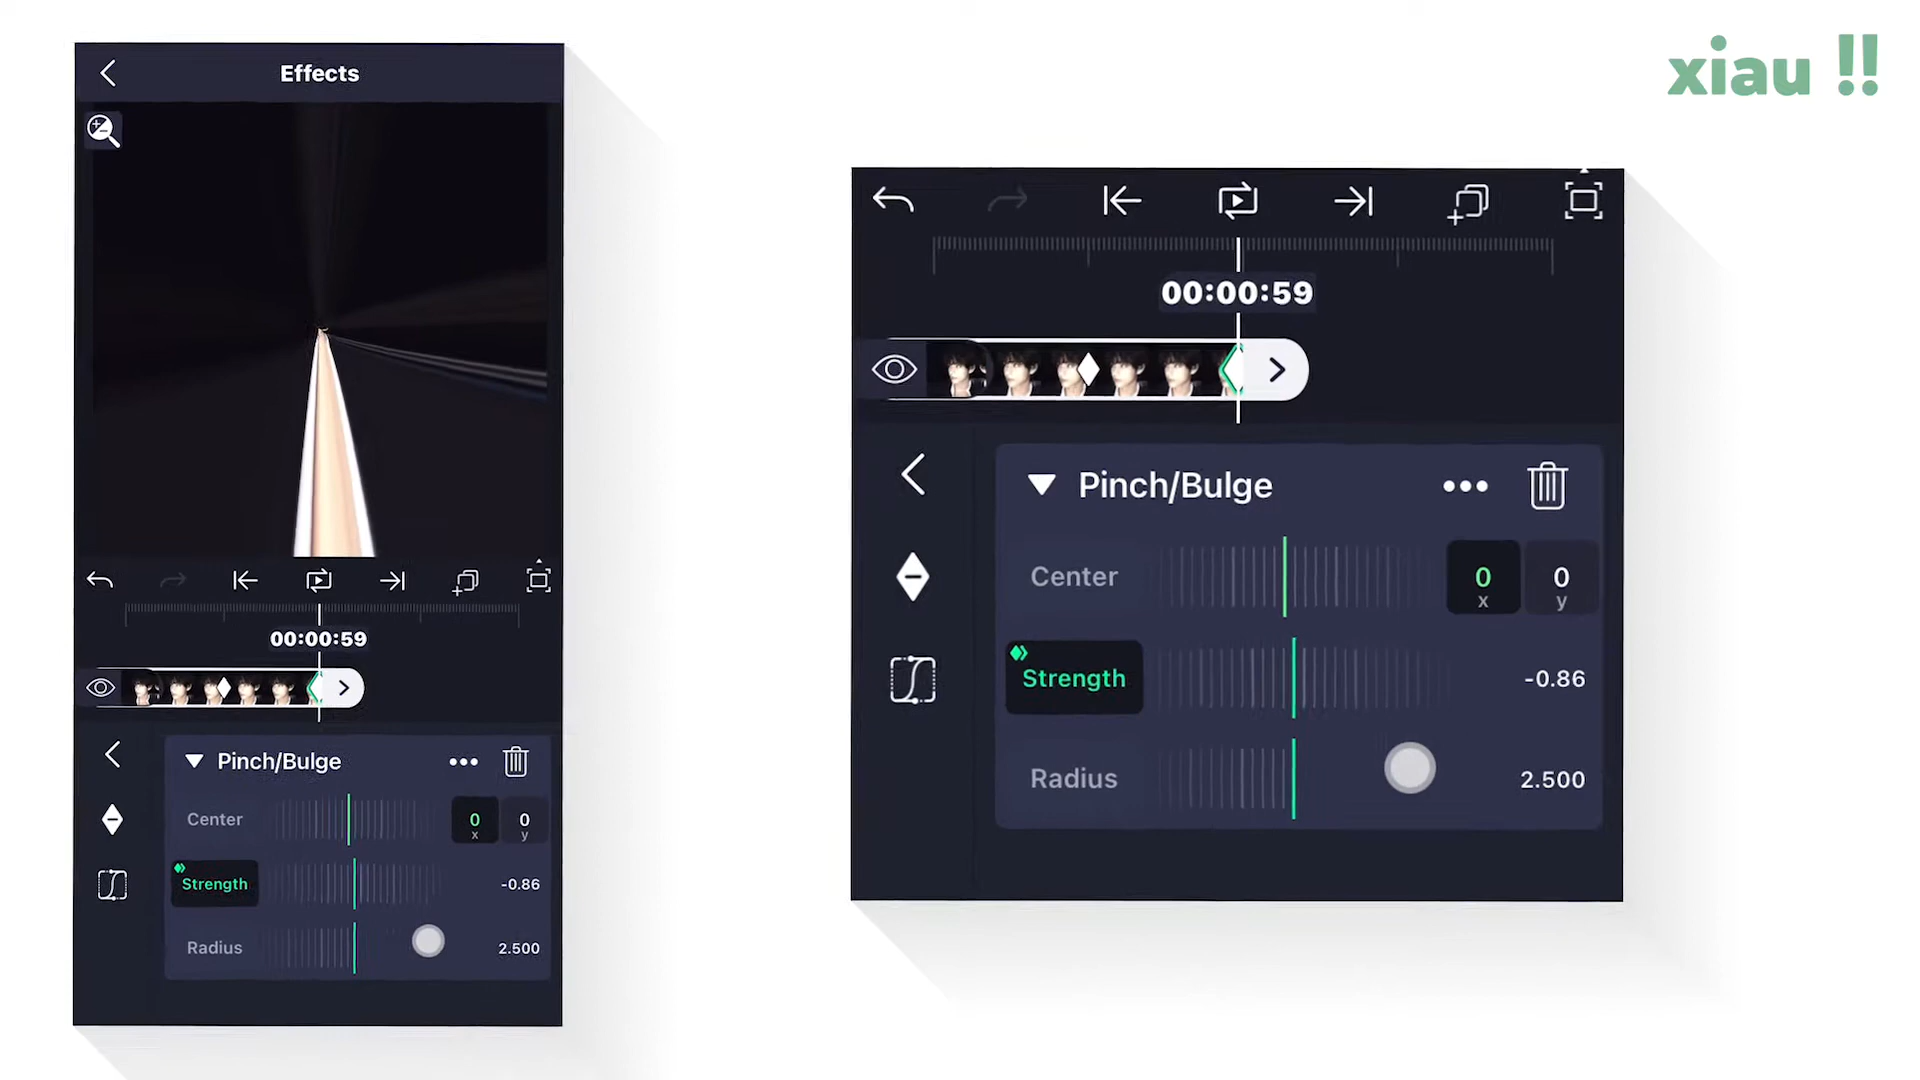 xiau !!
Effects
00:00:59
Pinch/Bulge
Center
0
x
0
y
Strength
-0.86
Radius
2.500
00:00:59
Pinch/Bulge
Center
0
x
0
y
Strength
-0.86
Radius
2.500